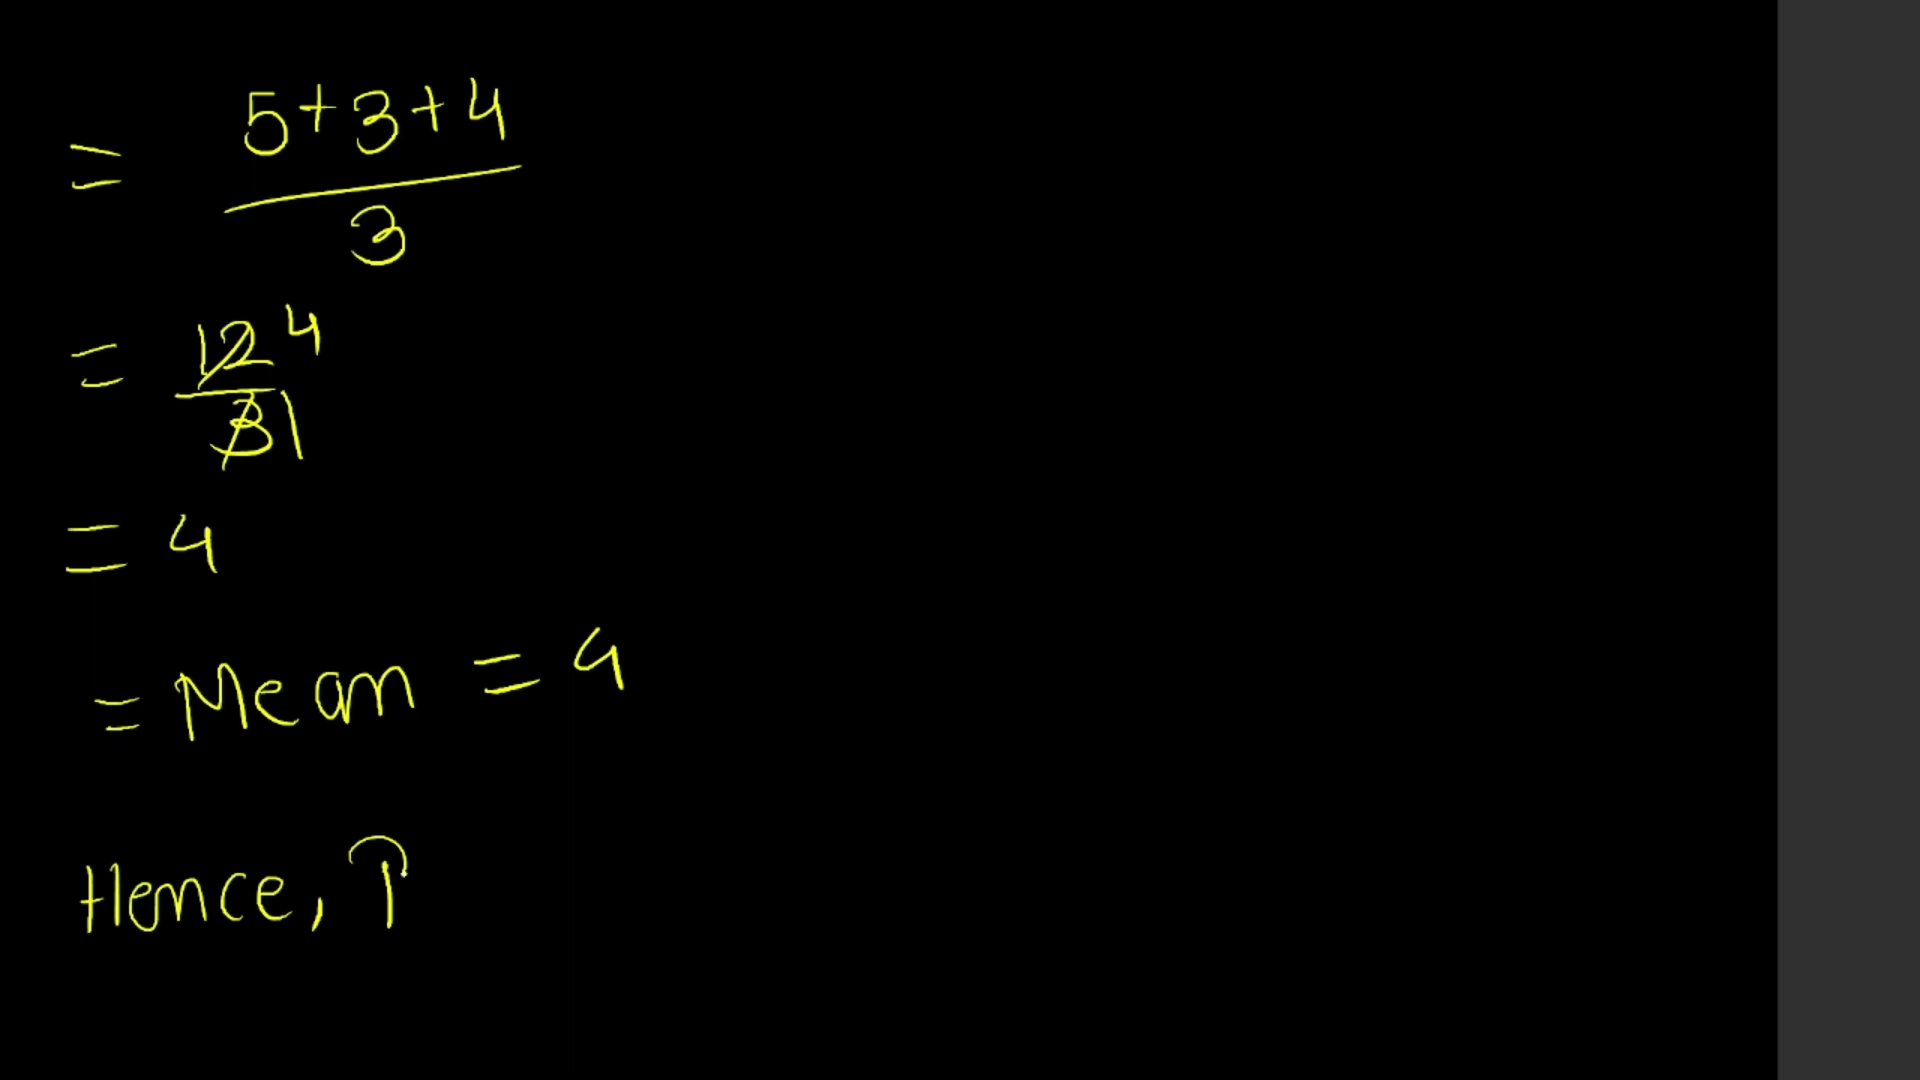 = 5+3+4
3
= 12 4
3 1
= 4
= Mean = 4
Hence,